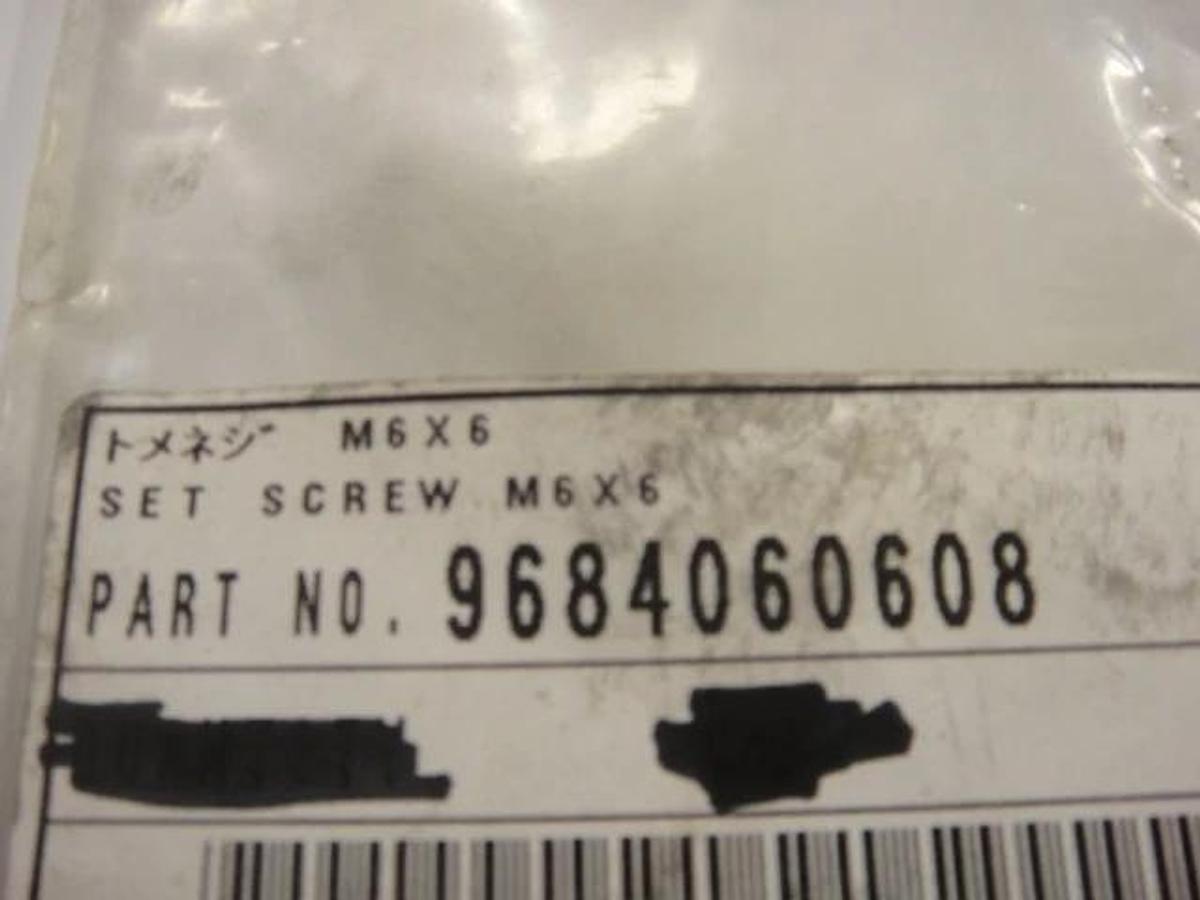 トメネジ M6X6
SET SCREW M6X6
PART NO. 9684060608